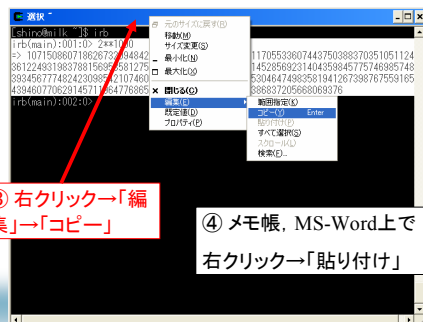 選択 ~
[shino@milk ~]$ irb
irb(main):001:0> 2**1000
元のサイズに戻す(R)
移動(M)
サイズ変更(S)
最小化(N)
最大化(X)
閉じる(C)
編集(E)
既定値(D)
プロパティ(P)
範囲指定(K)
コピー(Y) Enter
貼り付け(P)
すべて選択(S)
スクロール(L)
検索(F)...
irb(main):002:0>
右クリック→「編
集」→「コピー」
④ メモ帳, MS-Word上で
右クリック→「貼り付け」